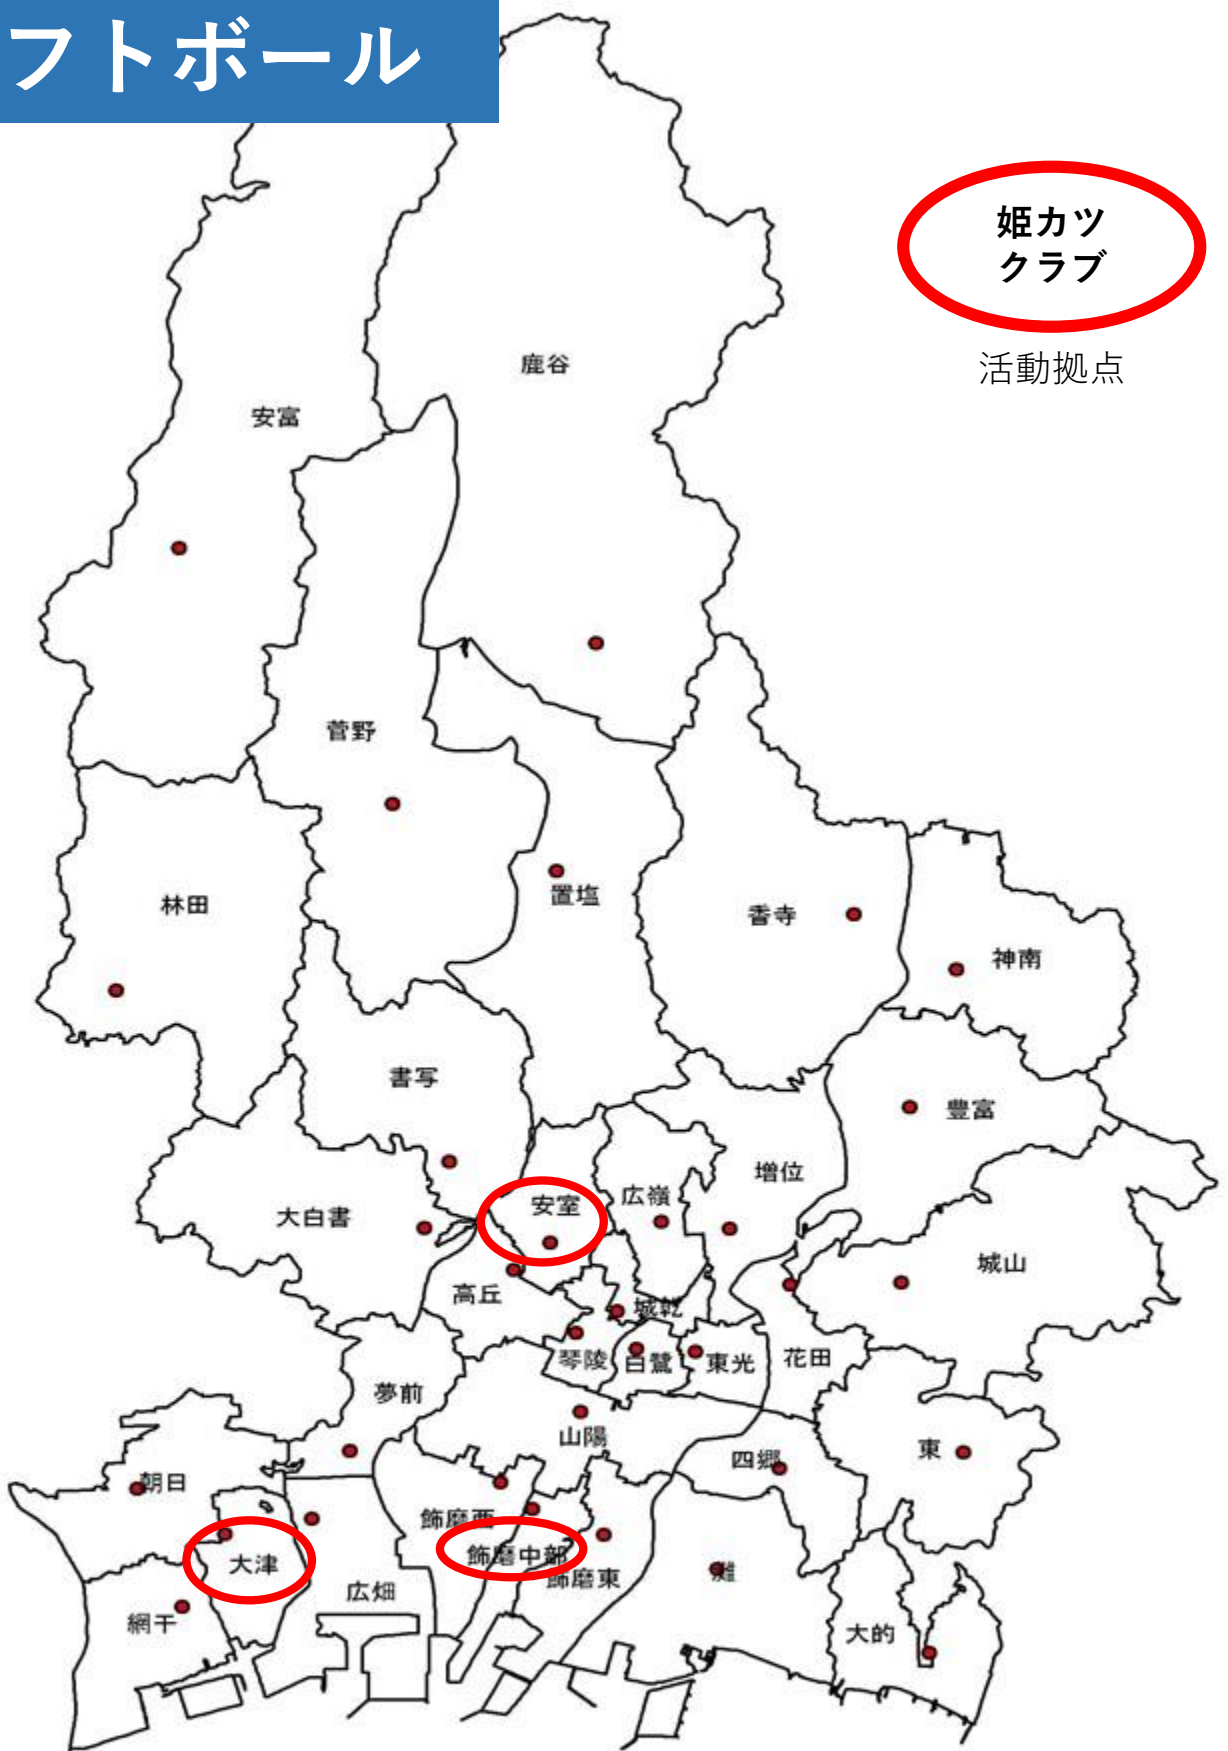 フトボール
姫カツ
クラブ
活動拠点
鹿谷
安富
菅野
置塩
林田
香寺
神南
書写
豊富
増位
広嶺
安室
大白書
城山
高丘
城乾
琴陵
白鷺
東光
花田
夢前
山陽
四郷
東
朝日
飾磨西
飾磨中部
大津
飾磨東
灘
広畑
網干
大的